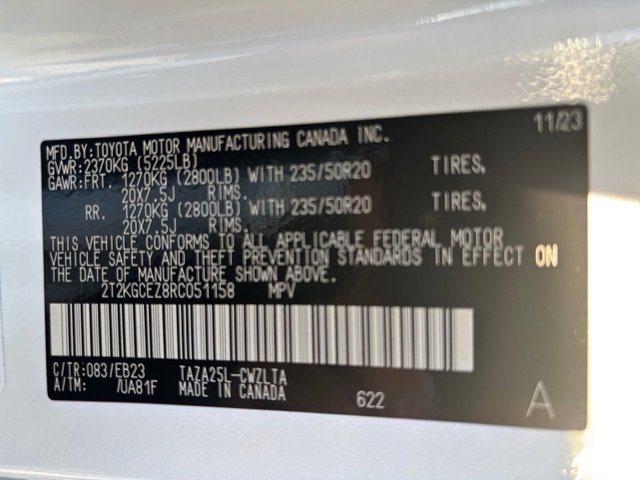 MFD.BY:TOYOTA MOTOR MANUFACTURING CANADA INC. 11/23
GVWR:2370KG (5225LB)
GAWR:FRT. 1270KG (2800LB) WITH 235/50R20 TIRES,
20X7.5J RIMS.
RR. 1270KG (2800LB) WITH 235/50R20 TIRES,
20X7.5J RIMS.
THIS VEHICLE CONFORMS TO ALL APPLICABLE FEDERAL MOTOR
VEHICLE SAFETY AND THEFT PREVENTION STANDARDS IN EFFECT ON
THE DATE OF MANUFACTURE SHOWN ABOVE.
2T2KGCEZ8RC051158 MPV
C/TR:083/EB23 TAZA25L-CWZLTA
A/TM: /UA81F MADE IN CANADA 622 A